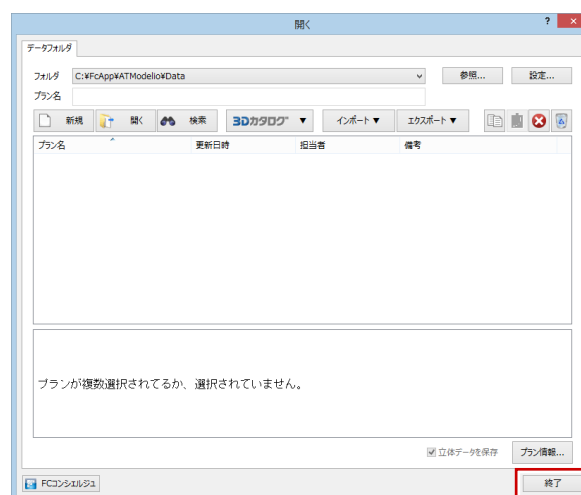 開く
? ×
データフォルダ
フォルダ C:¥FcApp¥ATModelio¥Data 参照... 設定...
プラン名
新規 開く 検索 3Dカタログ ▼ インポート ▼ エクスポート ▼
プラン名 更新日時 担当者 備考
プランが複数選択されてるか、選択されていません。
立体データを保存 プラン情報...
FCコンシェルジュ 終了